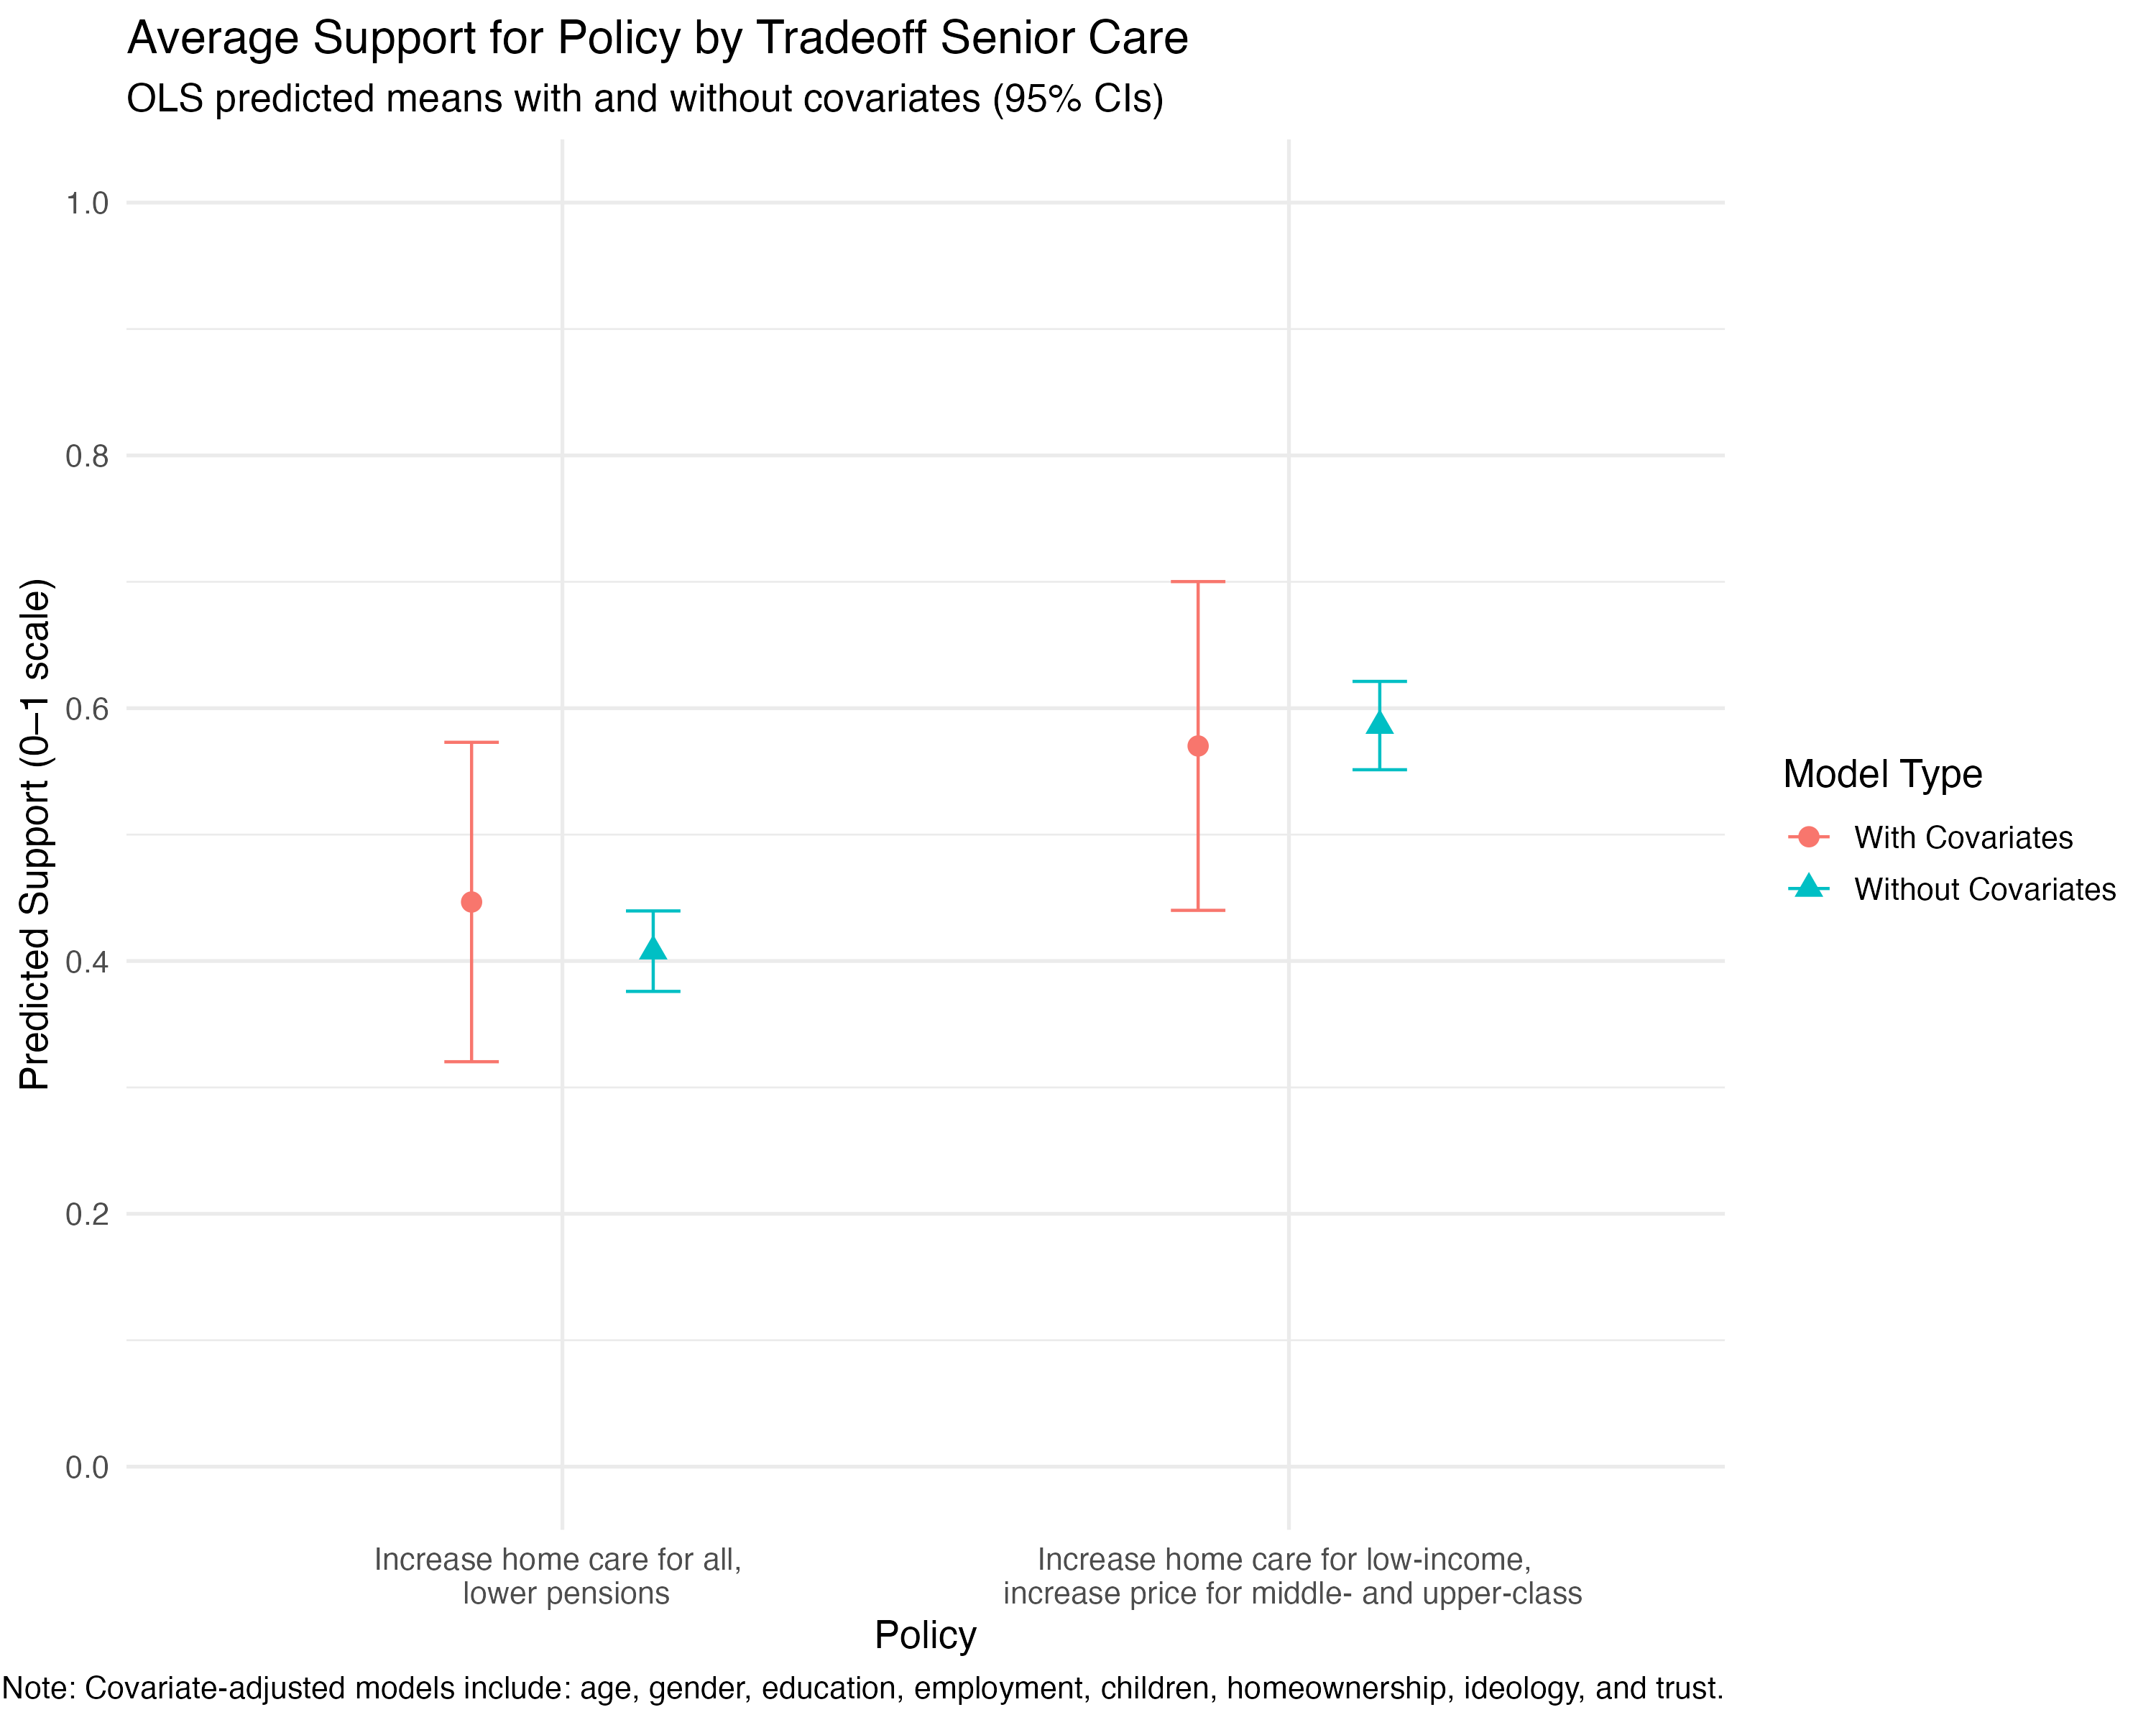 Average Support for Policy by Tradeoff Senior Care
OLS predicted means with and without covariates (95% CIs)
Predicted Support (0–1 scale)
1.0
0.8
0.6
0.4
0.2
0.0
Increase home care for all,
lower pensions
Increase home care for low-income,
increase price for middle- and upper-class
Policy
Model Type
With Covariates
Without Covariates
Note: Covariate-adjusted models include: age, gender, education, employment, children, homeownership, ideology, and trust.